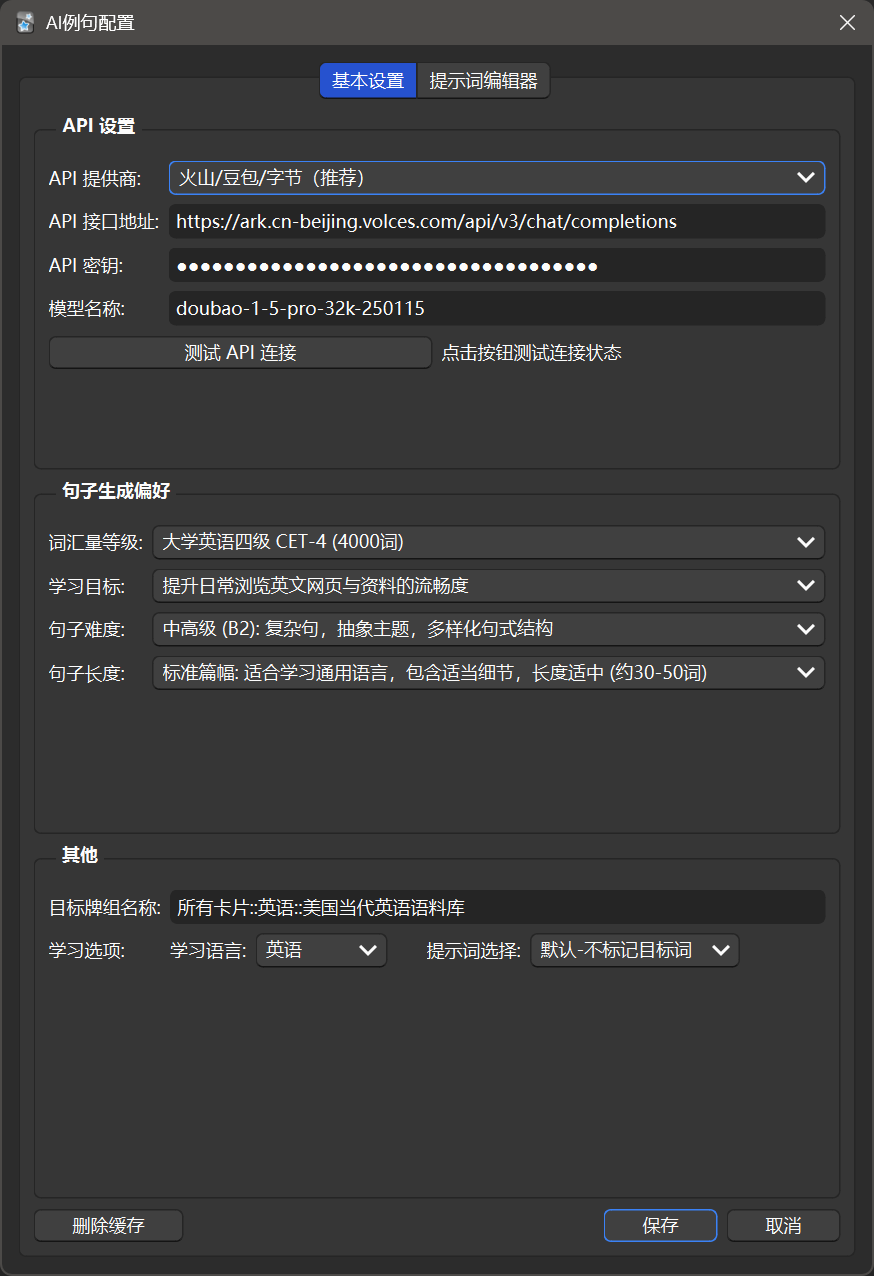 AI例句配置
基本设置 提示词编辑器
API 设置
API 提供商: 火山/豆包/字节（推荐）
API 接口地址: https://ark.cn-beijing.volces.com/api/v3/chat/completions
API 密钥: ●●●●●●●●●●●●●●●●●●●●●●●●●●●●●●●●●●●●
模型名称: doubao-1-5-pro-32k-250115
测试 API 连接 点击按钮测试连接状态
句子生成偏好
词汇量等级: 大学英语四级 CET-4 (4000词)
学习目标: 提升日常浏览英文网页与资料的流畅度
句子难度: 中高级 (B2): 复杂句，抽象主题，多样化句式结构
句子长度: 标准篇幅: 适合学习通用语言，包含适当细节，长度适中 (约30-50词)
其他
目标牌组名称: 所有卡片::英语::美国当代英语语料库
学习选项: 学习语言: 英语 提示词选择: 默认-不标记目标词
删除缓存 保存 取消